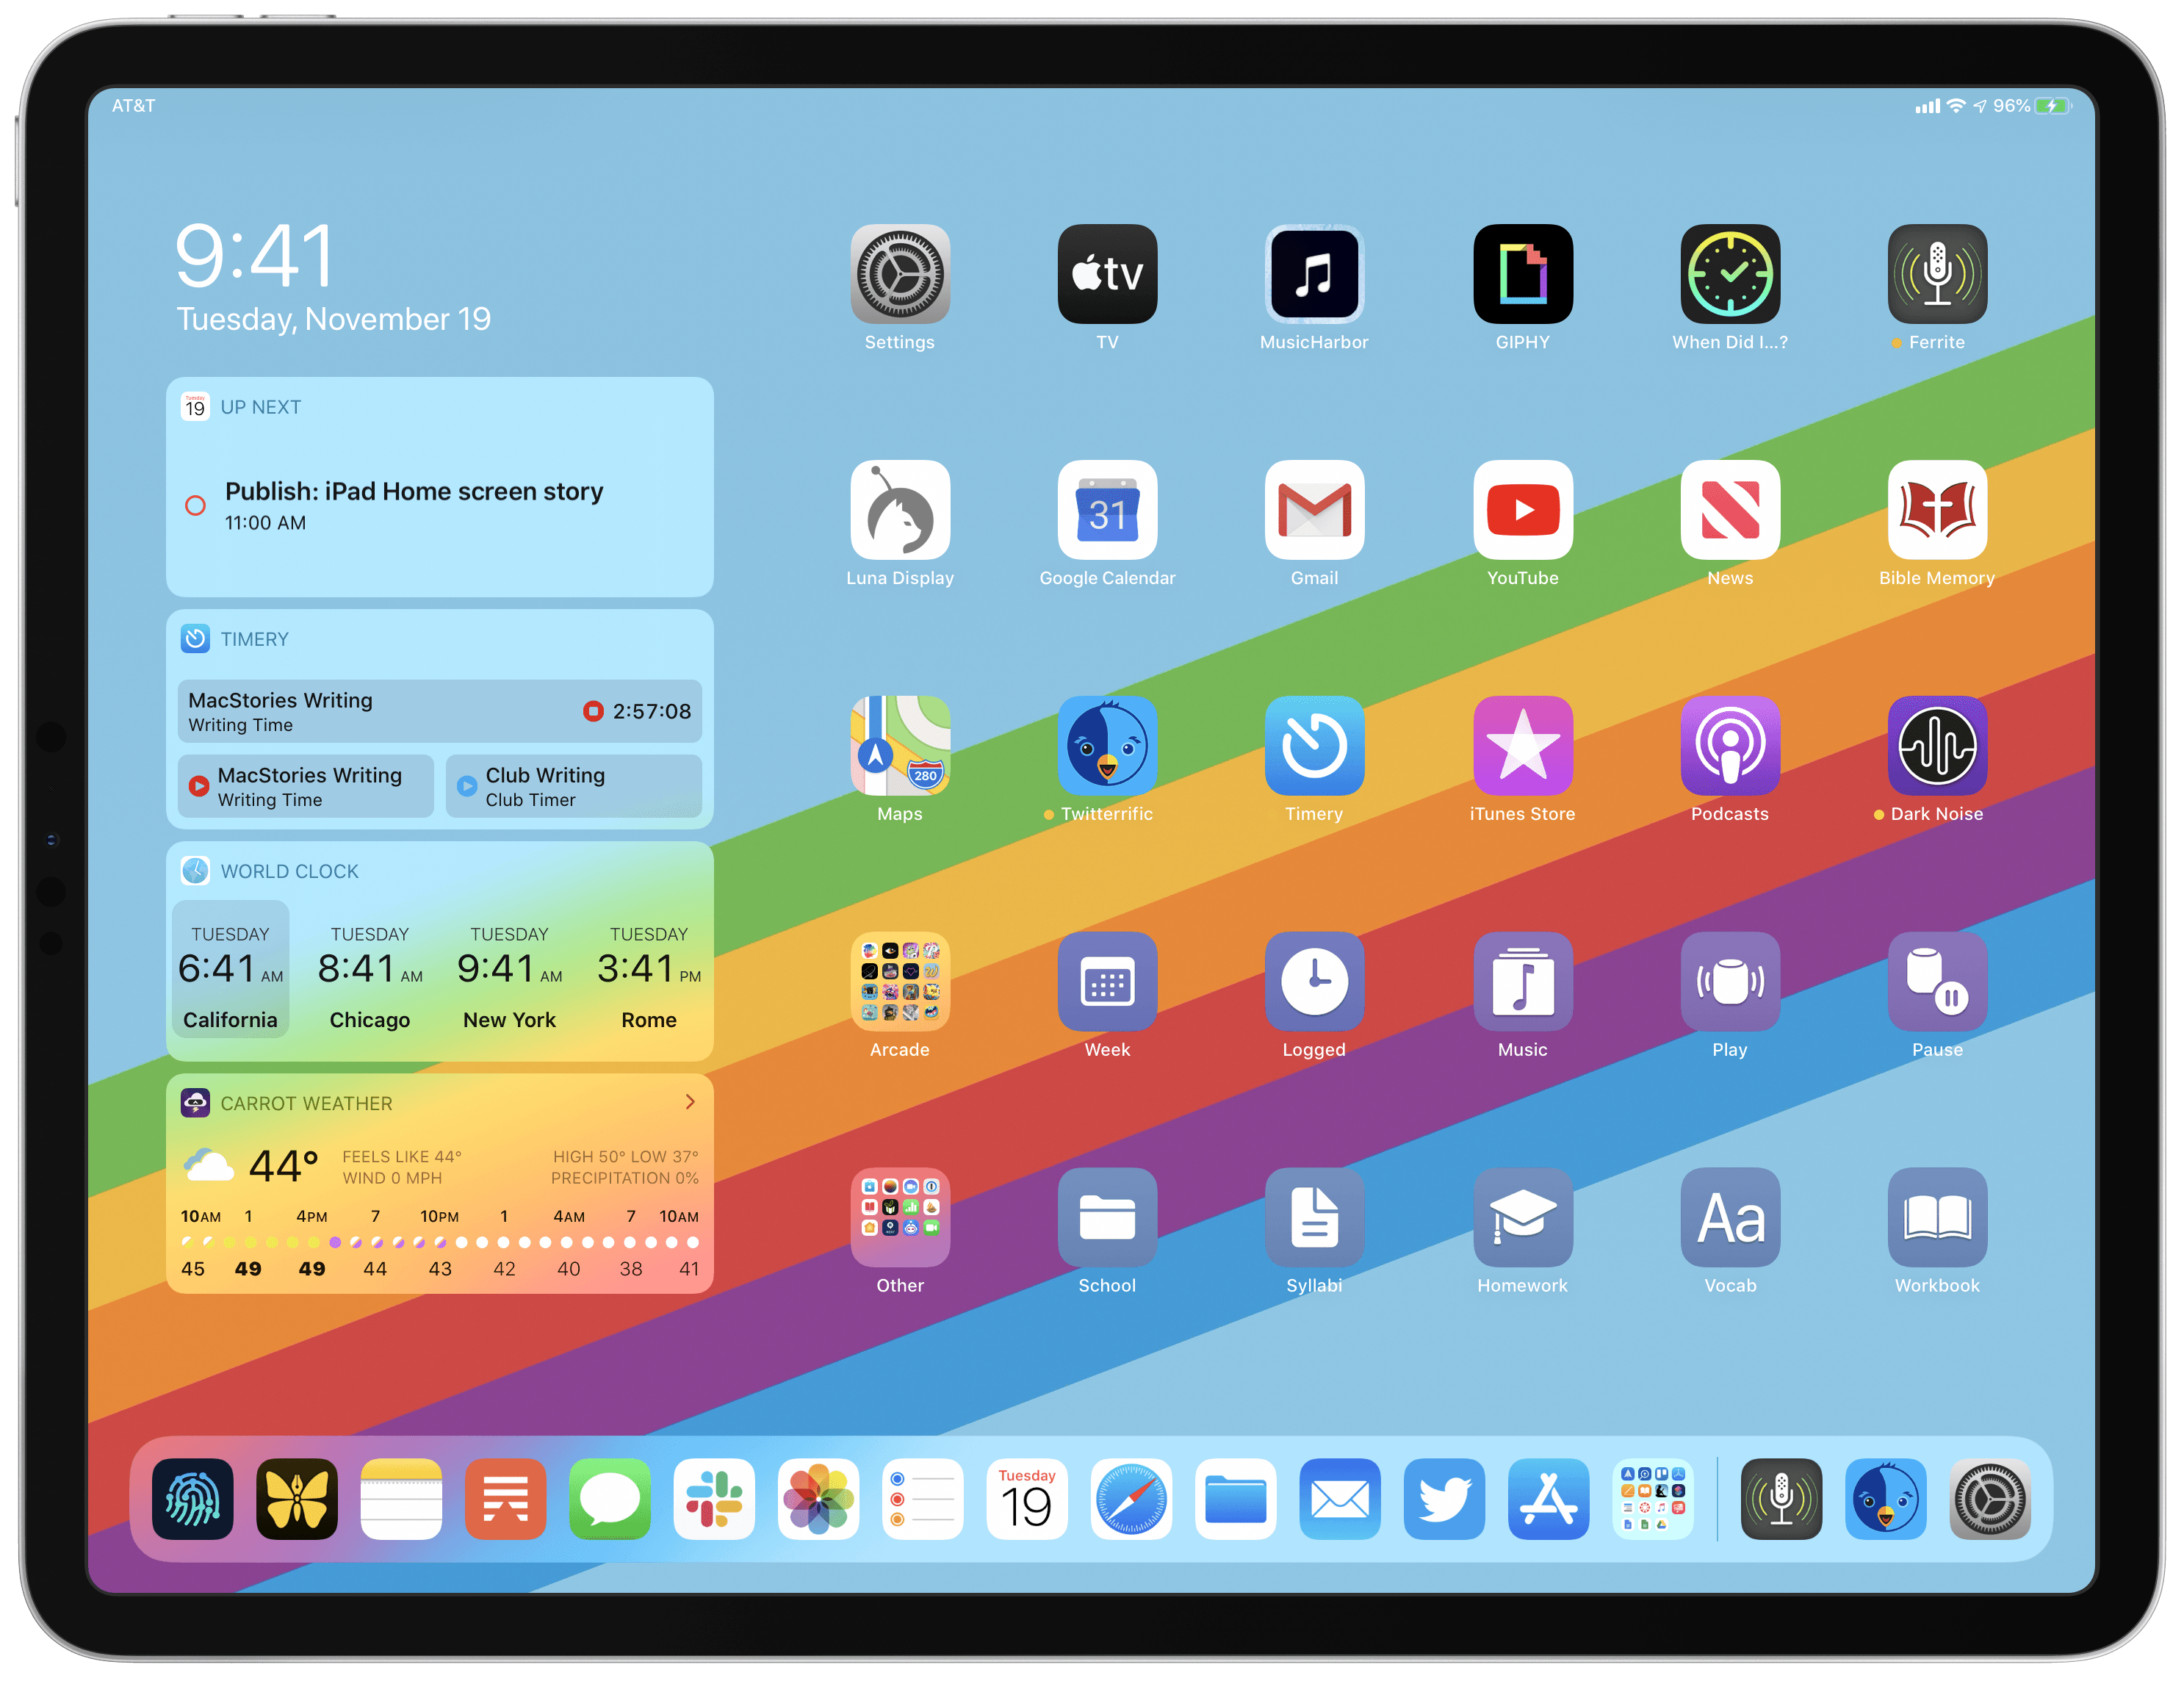 AT&T
96%
9:41
Tuesday, November 19
Tuesday
19
UP NEXT
Publish: iPad Home screen story
11:00 AM
TIMERY
MacStories Writing
Writing Time
2:57:08
MacStories Writing
Writing Time
Club Writing
Club Timer
WORLD CLOCK
TUESDAY TUESDAY TUESDAY TUESDAY
6:41 AM 8:41 AM 9:41 AM 3:41 PM
California Chicago New York Rome
CARROT WEATHER
44°
FEELS LIKE 44°
WIND 0 MPH
HIGH 50° LOW 37°
PRECIPITATION 0%
10AM 1 4PM 7 10PM 1 4AM 7 10AM
45 49 49 44 43 42 40 38 41
tv
Settings TV MusicHarbor GIPHY When Did I...? Ferrite
31
Luna Display Google Calendar Gmail YouTube News Bible Memory
280
Maps Twitterrific Timery iTunes Store Podcasts Dark Noise
Arcade Week Logged Music Play Pause
Aa
Other School Syllabi Homework Vocab Workbook
Tuesday
19